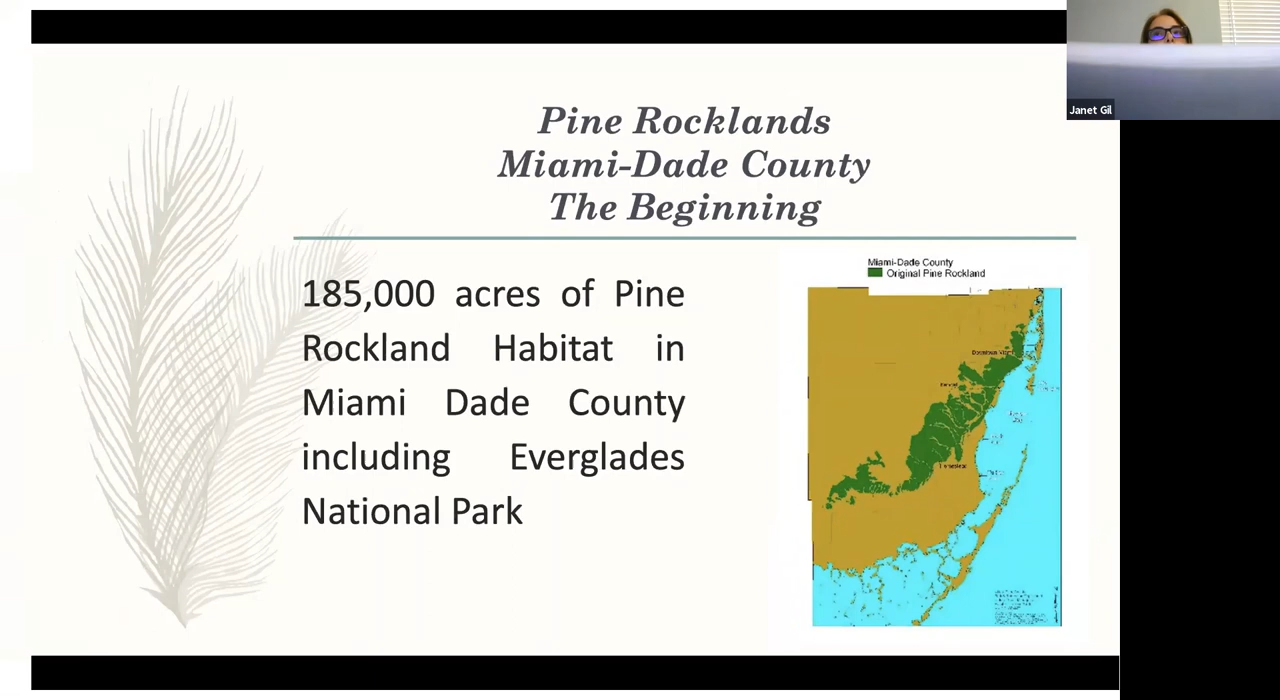 Pine Rocklands
Miami-Dade County
The Beginning
185,000 acres of Pine
Rockland Habitat in
Miami Dade County
including Everglades
National Park
Miami-Dade County
Original Pine Rockland
Homestead
Janet Gil